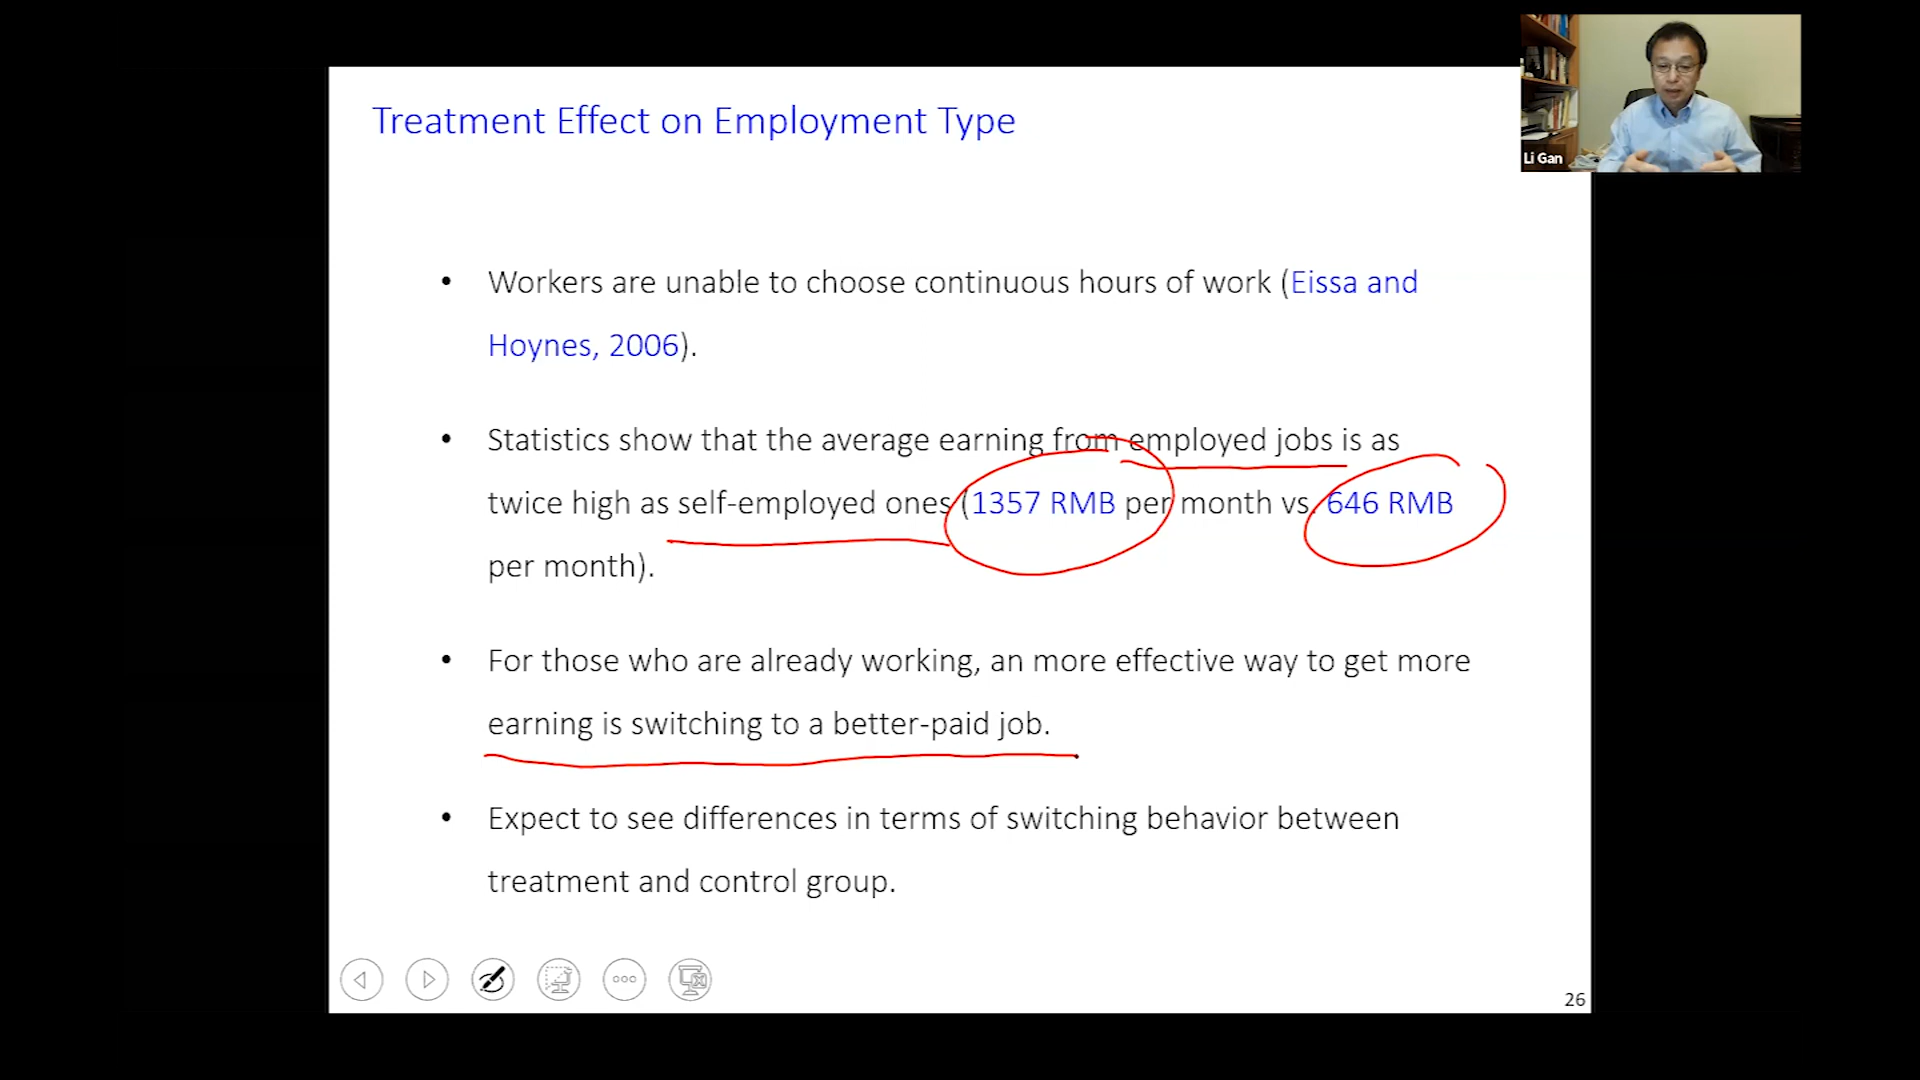 Treatment Effect on Employment Type
Li Gan
• Workers are unable to choose continuous hours of work (Eissa and
Hoynes, 2006).
• Statistics show that the average earning from employed jobs is as
twice high as self-employed ones (1357 RMB per month vs. 646 RMB
per month).
• For those who are already working, an more effective way to get more
earning is switching to a better-paid job.
• Expect to see differences in terms of switching behavior between
treatment and control group.
26